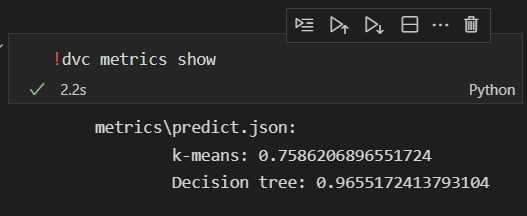 !dvc metrics show
2.2s
Python
metrics\predict.json:
k-means: 0.7586206896551724
Decision tree: 0.9655172413793104